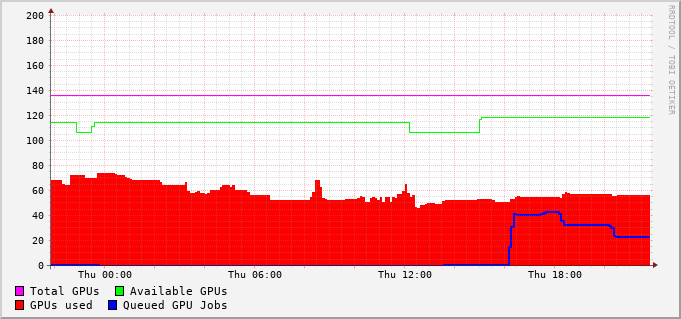 200
180
160
140
120
100
80
60
40
20
0
Thu 00:00 Thu 06:00 Thu 12:00 Thu 18:00
Total GPUs Available GPUs
GPUs used Queued GPU Jobs
RRDTOOL / TOBI OETIKER